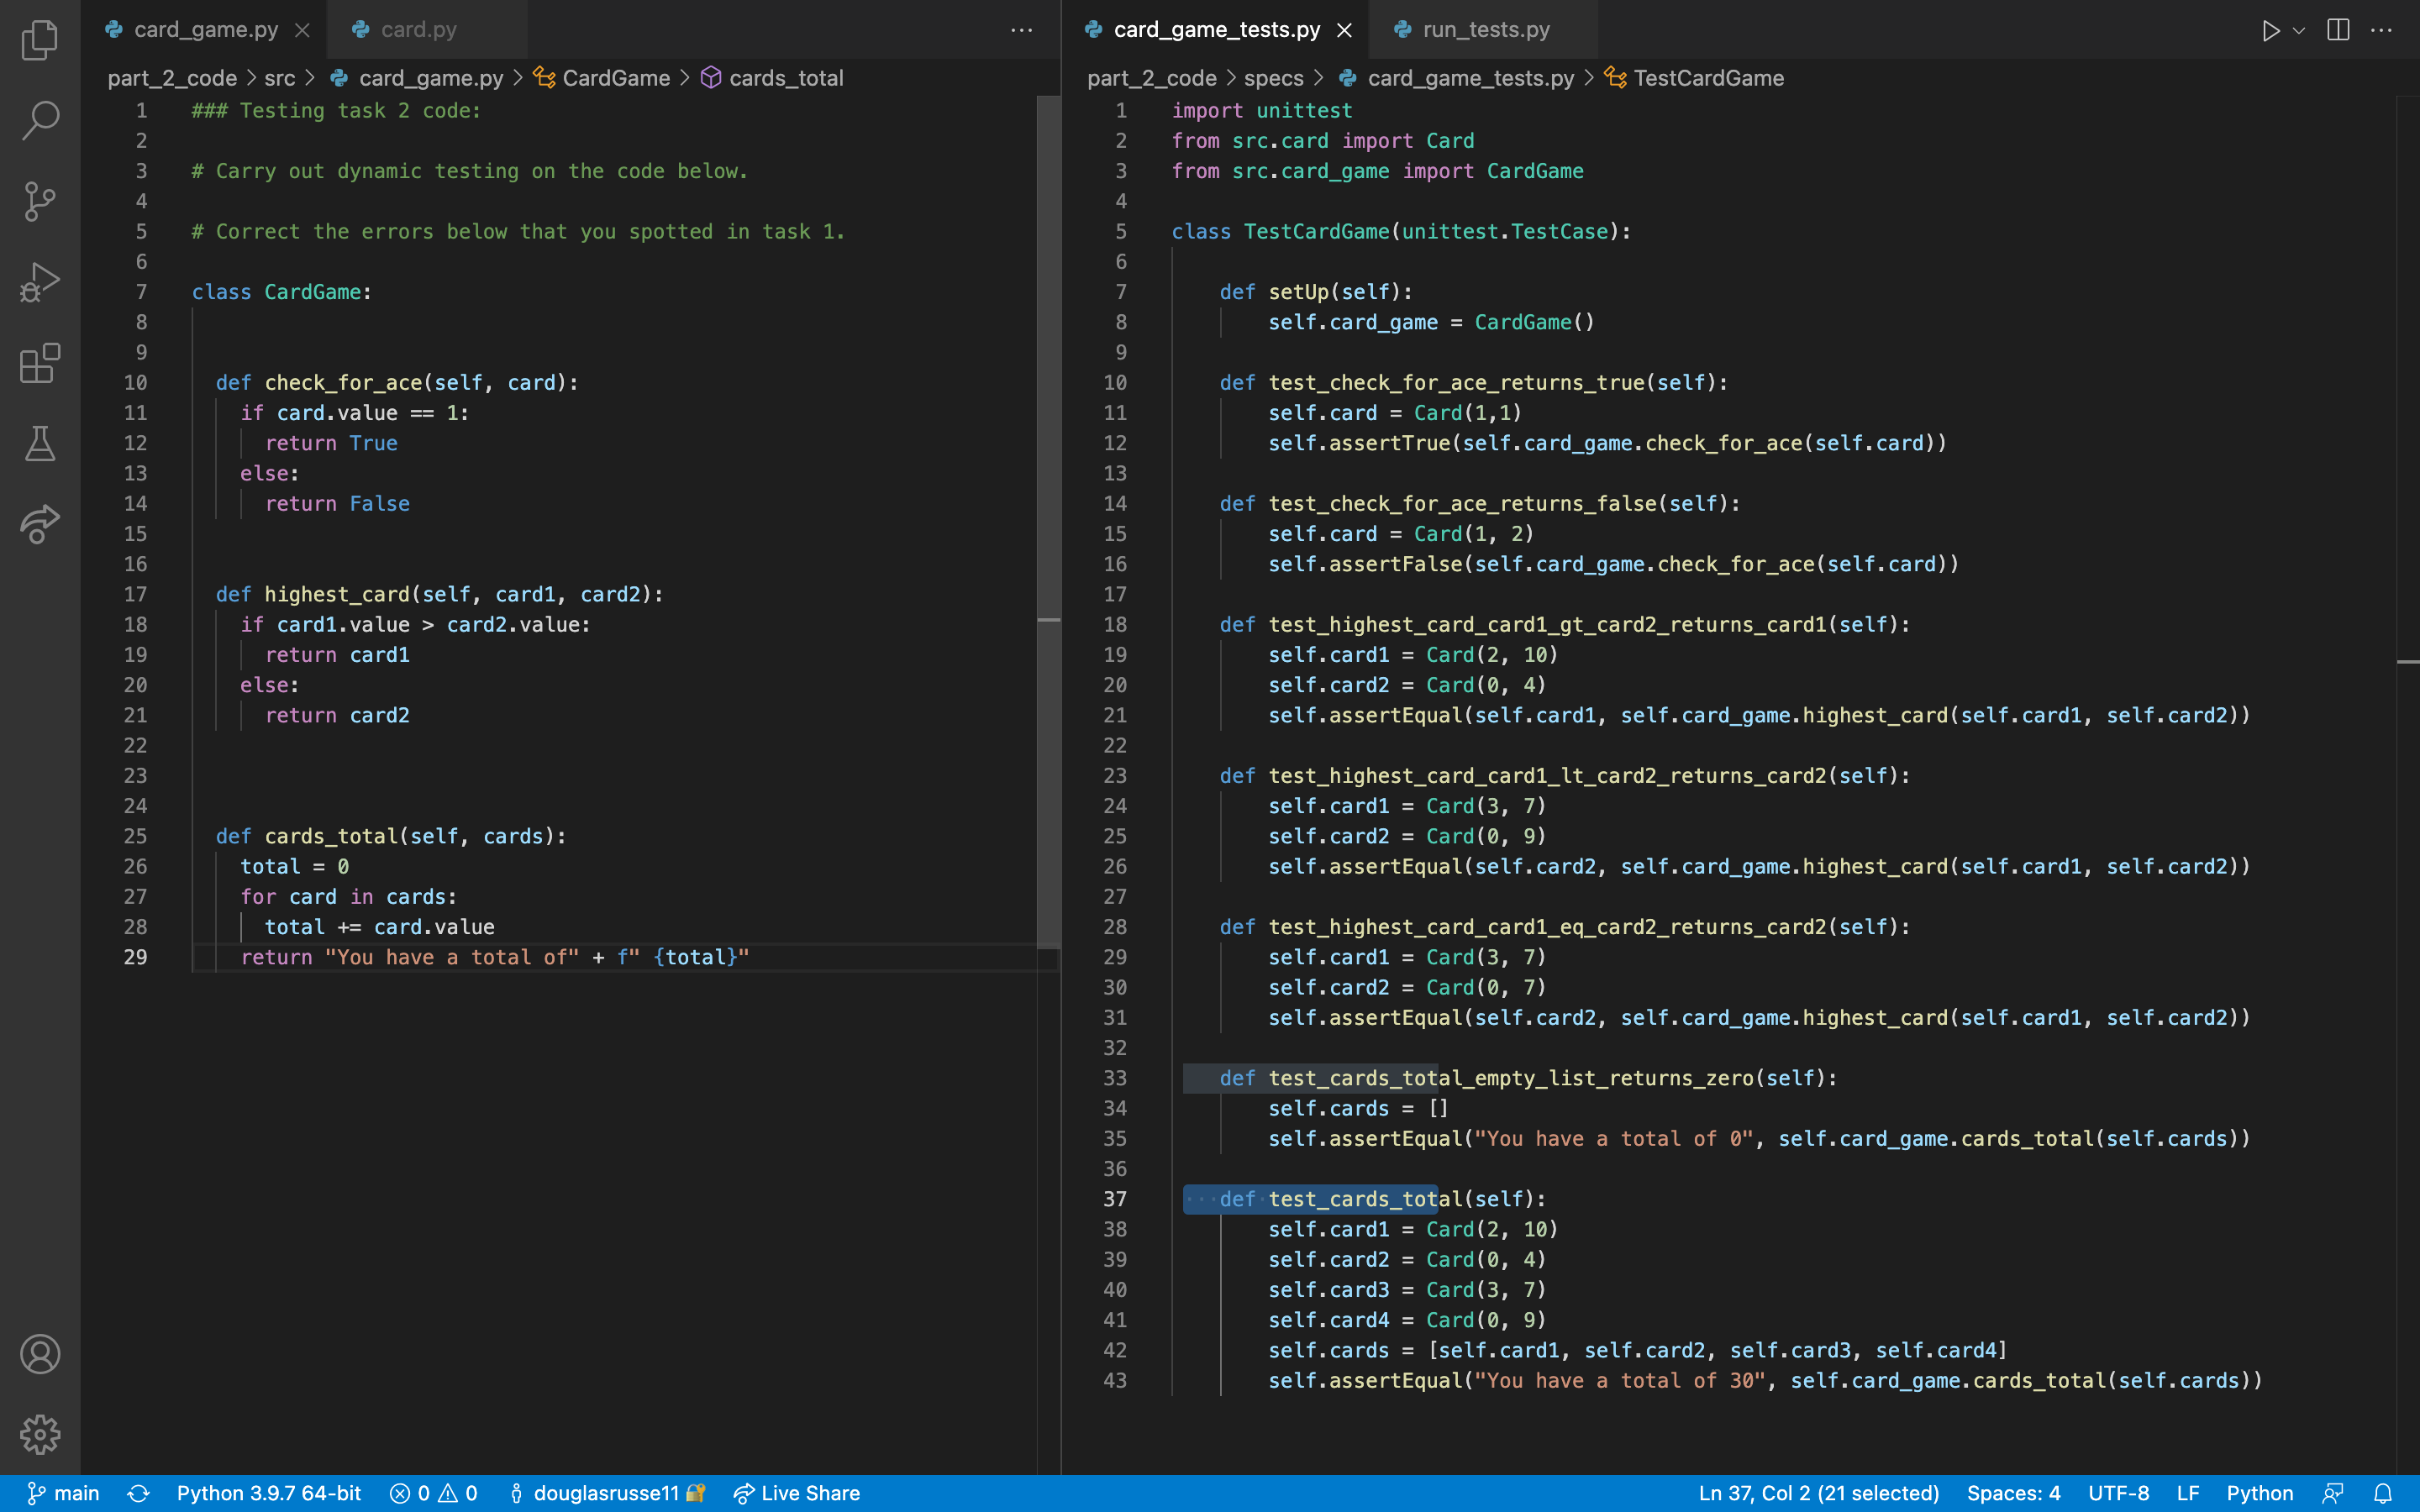 card_game.py
card.py
part_2_code > src > card_game.py > CardGame > cards_total
1 ### Testing task 2 code:
2
3 # Carry out dynamic testing on the code below.
4
5 # Correct the errors below that you spotted in task 1.
6
7 class CardGame:
8
9
10 def check_for_ace(self, card):
11 if card.value == 1:
12 return True
13 else:
14 return False
15
16
17 def highest_card(self, card1, card2):
18 if card1.value > card2.value:
19 return card1
20 else:
21 return card2
22
23
24
25 def cards_total(self, cards):
26 total = 0
27 for card in cards:
28 total += card.value
29 return "You have a total of" + f" {total}"
card_game_tests.py
run_tests.py
part_2_code > specs > card_game_tests.py > TestCardGame
1 import unittest
2 from src.card import Card
3 from src.card_game import CardGame
4
5 class TestCardGame(unittest.TestCase):
6
7 def setUp(self):
8 self.card_game = CardGame()
9
10 def test_check_for_ace_returns_true(self):
11 self.card = Card(1,1)
12 self.assertTrue(self.card_game.check_for_ace(self.card))
13
14 def test_check_for_ace_returns_false(self):
15 self.card = Card(1, 2)
16 self.assertFalse(self.card_game.check_for_ace(self.card))
17
18 def test_highest_card_card1_gt_card2_returns_card1(self):
19 self.card1 = Card(2, 10)
20 self.card2 = Card(0, 4)
21 self.assertEqual(self.card1, self.card_game.highest_card(self.card1, self.card2))
22
23 def test_highest_card_card1_lt_card2_returns_card2(self):
24 self.card1 = Card(3, 7)
25 self.card2 = Card(0, 9)
26 self.assertEqual(self.card2, self.card_game.highest_card(self.card1, self.card2))
27
28 def test_highest_card_card1_eq_card2_returns_card2(self):
29 self.card1 = Card(3, 7)
30 self.card2 = Card(0, 7)
31 self.assertEqual(self.card2, self.card_game.highest_card(self.card1, self.card2))
32
33 def test_cards_total_empty_list_returns_zero(self):
34 self.cards = []
35 self.assertEqual("You have a total of 0", self.card_game.cards_total(self.cards))
36
37 def test_cards_total(self):
38 self.card1 = Card(2, 10)
39 self.card2 = Card(0, 4)
40 self.card3 = Card(3, 7)
41 self.card4 = Card(0, 9)
42 self.cards = [self.card1, self.card2, self.card3, self.card4]
43 self.assertEqual("You have a total of 30", self.card_game.cards_total(self.cards))
main Python 3.9.7 64-bit 0 0 douglasrusse11 Live Share Ln 37, Col 2 (21 selected) Spaces: 4 UTF-8 LF Python